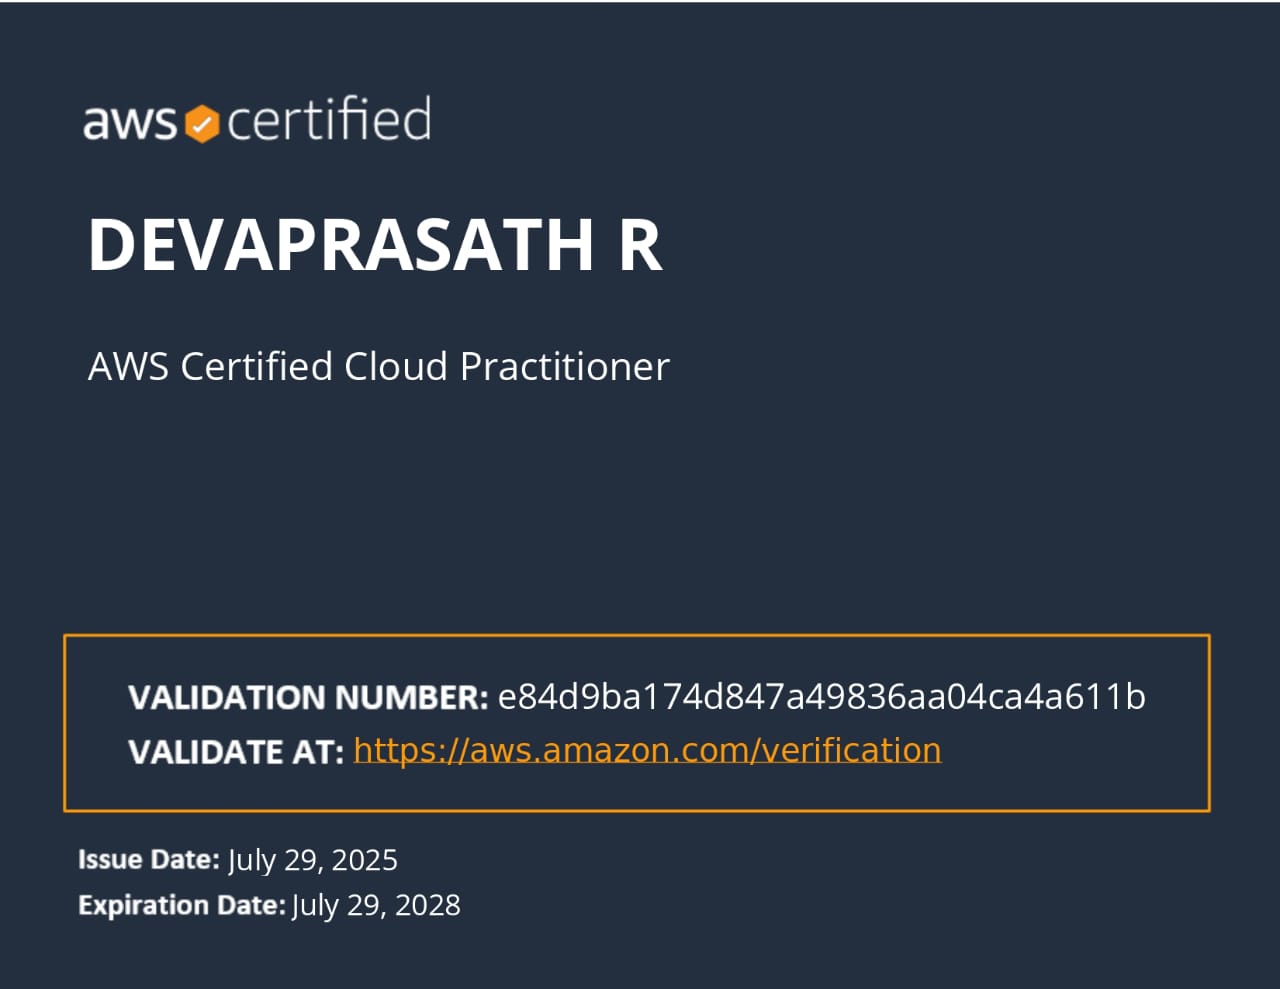 aws certified
DEVAPRASATH R
AWS Certified Cloud Practitioner
VALIDATION NUMBER: e84d9ba174d847a49836aa04ca4a611b
VALIDATE AT: https://aws.amazon.com/verification
Issue Date: July 29, 2025
Expiration Date: July 29, 2028